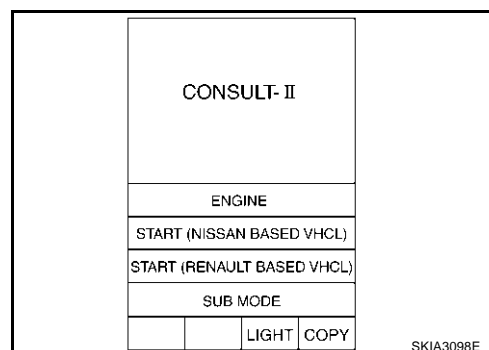 CONSULT-II
ENGINE
START (NISSAN BASED VHCL)
START (RENAULT BASED VHCL)
SUB MODE
LIGHT COPY
SKIA3098E